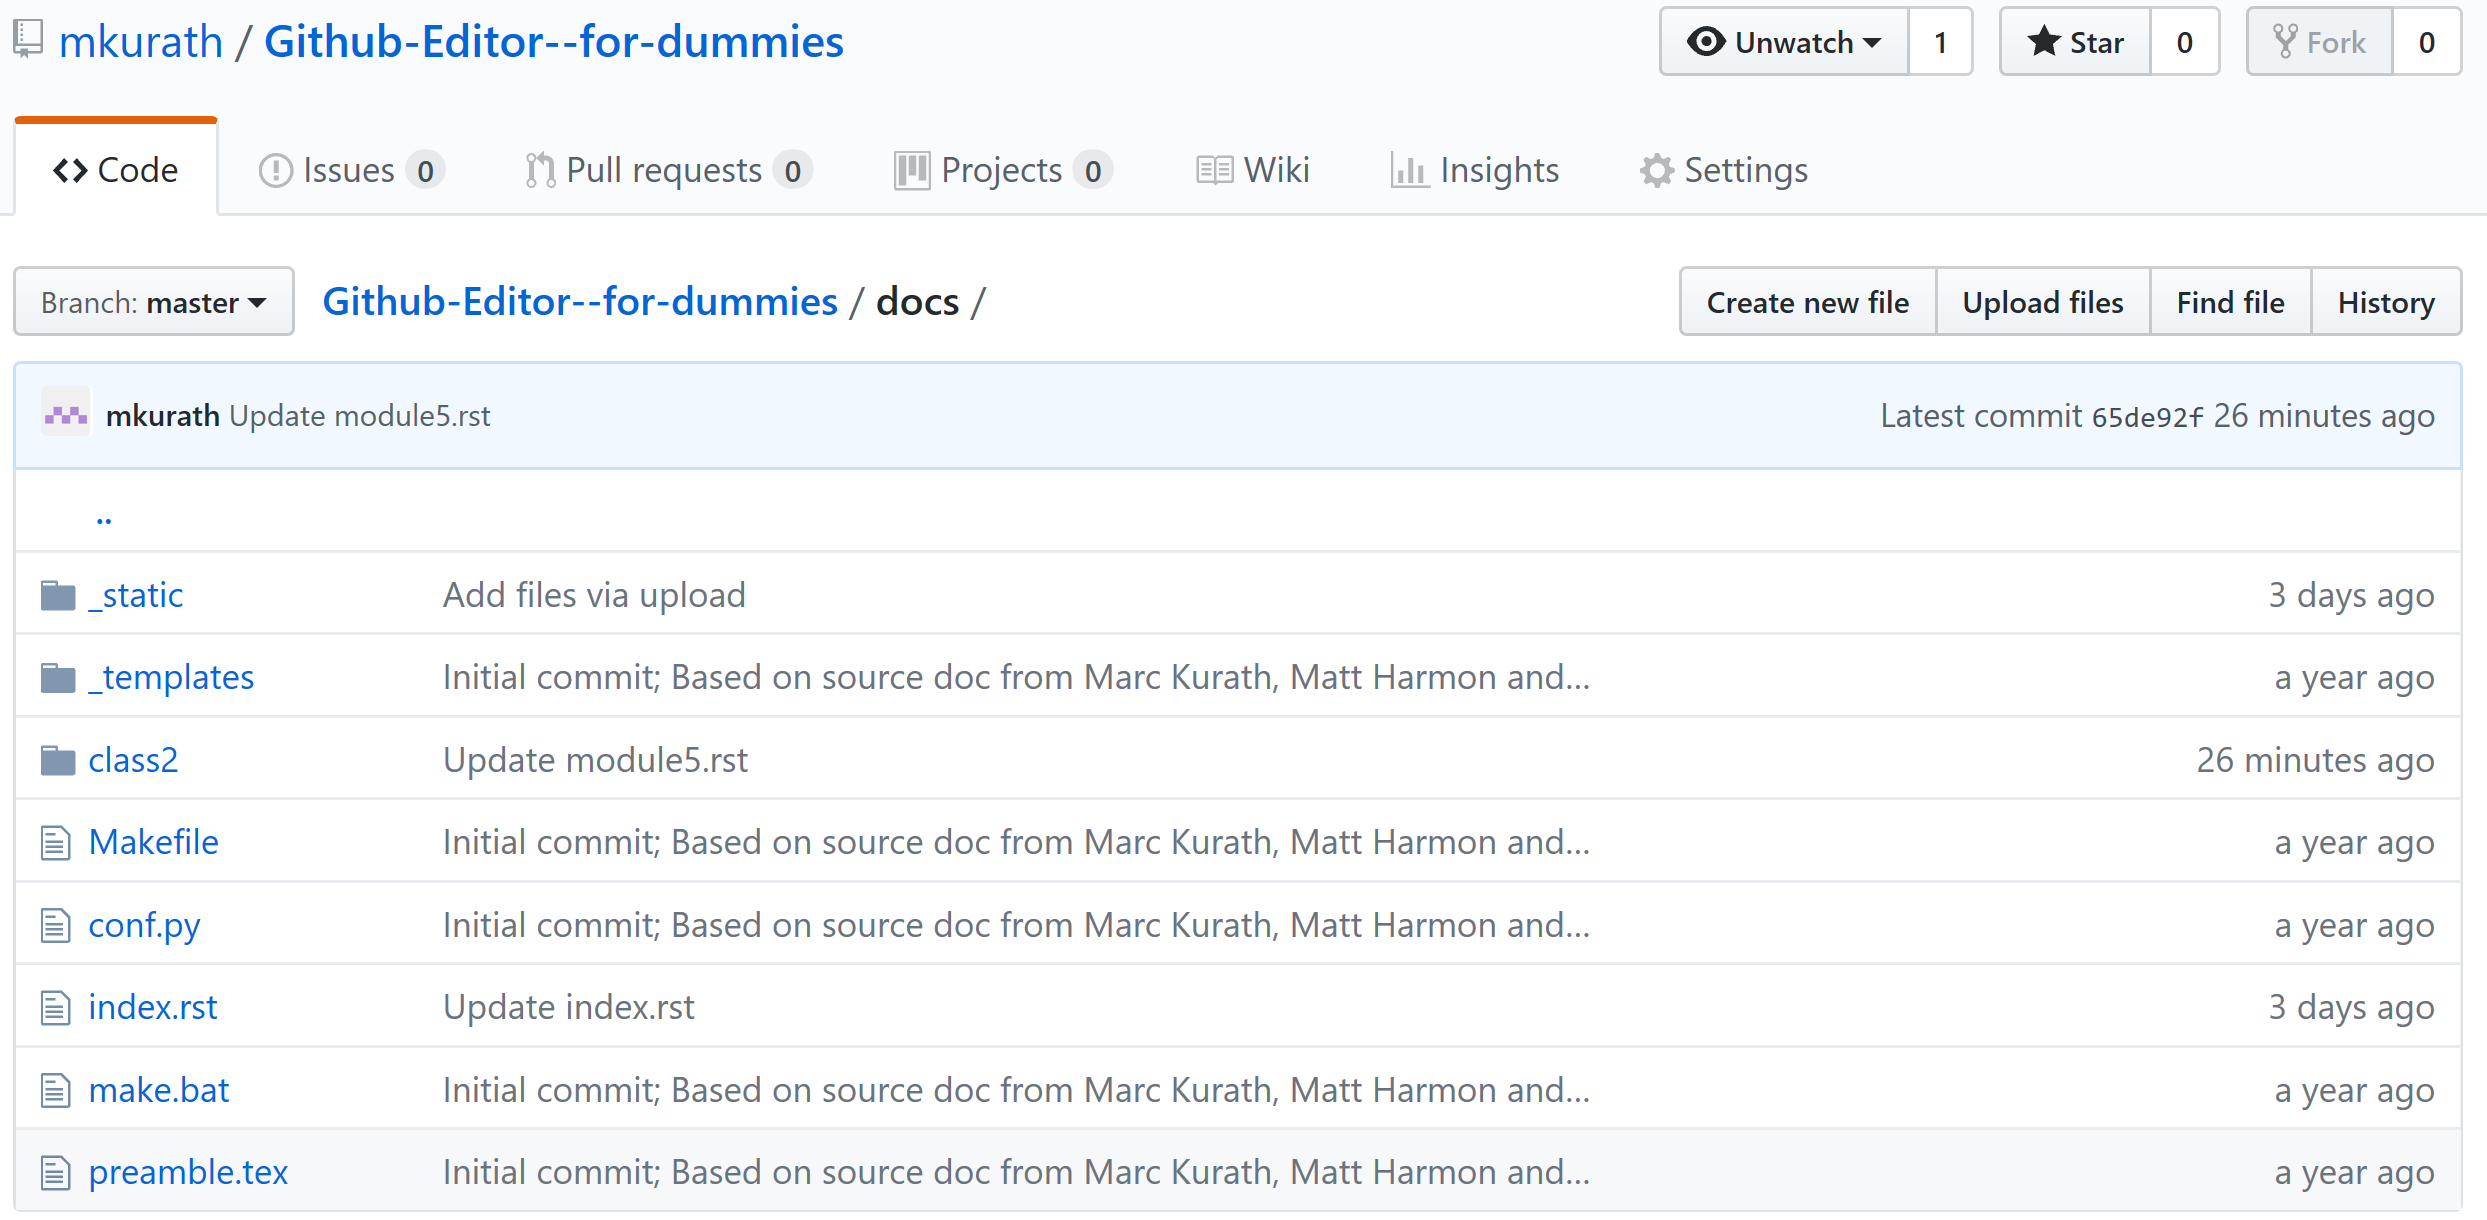 mkurath / Github-Editor--for-dummies Unwatch 1 Star 0 Fork 0
Code Issues 0 Pull requests 0 Projects 0 Wiki Insights Settings
Branch: master Github-Editor--for-dummies / docs / Create new file Upload files Find file History
mkurath Update module5.rst Latest commit 65de92f 26 minutes ago
..
_static Add files via upload 3 days ago
_templates Initial commit; Based on source doc from Marc Kurath, Matt Harmon and... a year ago
class2 Update module5.rst 26 minutes ago
Makefile Initial commit; Based on source doc from Marc Kurath, Matt Harmon and... a year ago
conf.py Initial commit; Based on source doc from Marc Kurath, Matt Harmon and... a year ago
index.rst Update index.rst 3 days ago
make.bat Initial commit; Based on source doc from Marc Kurath, Matt Harmon and... a year ago
preamble.tex Initial commit; Based on source doc from Marc Kurath, Matt Harmon and... a year ago